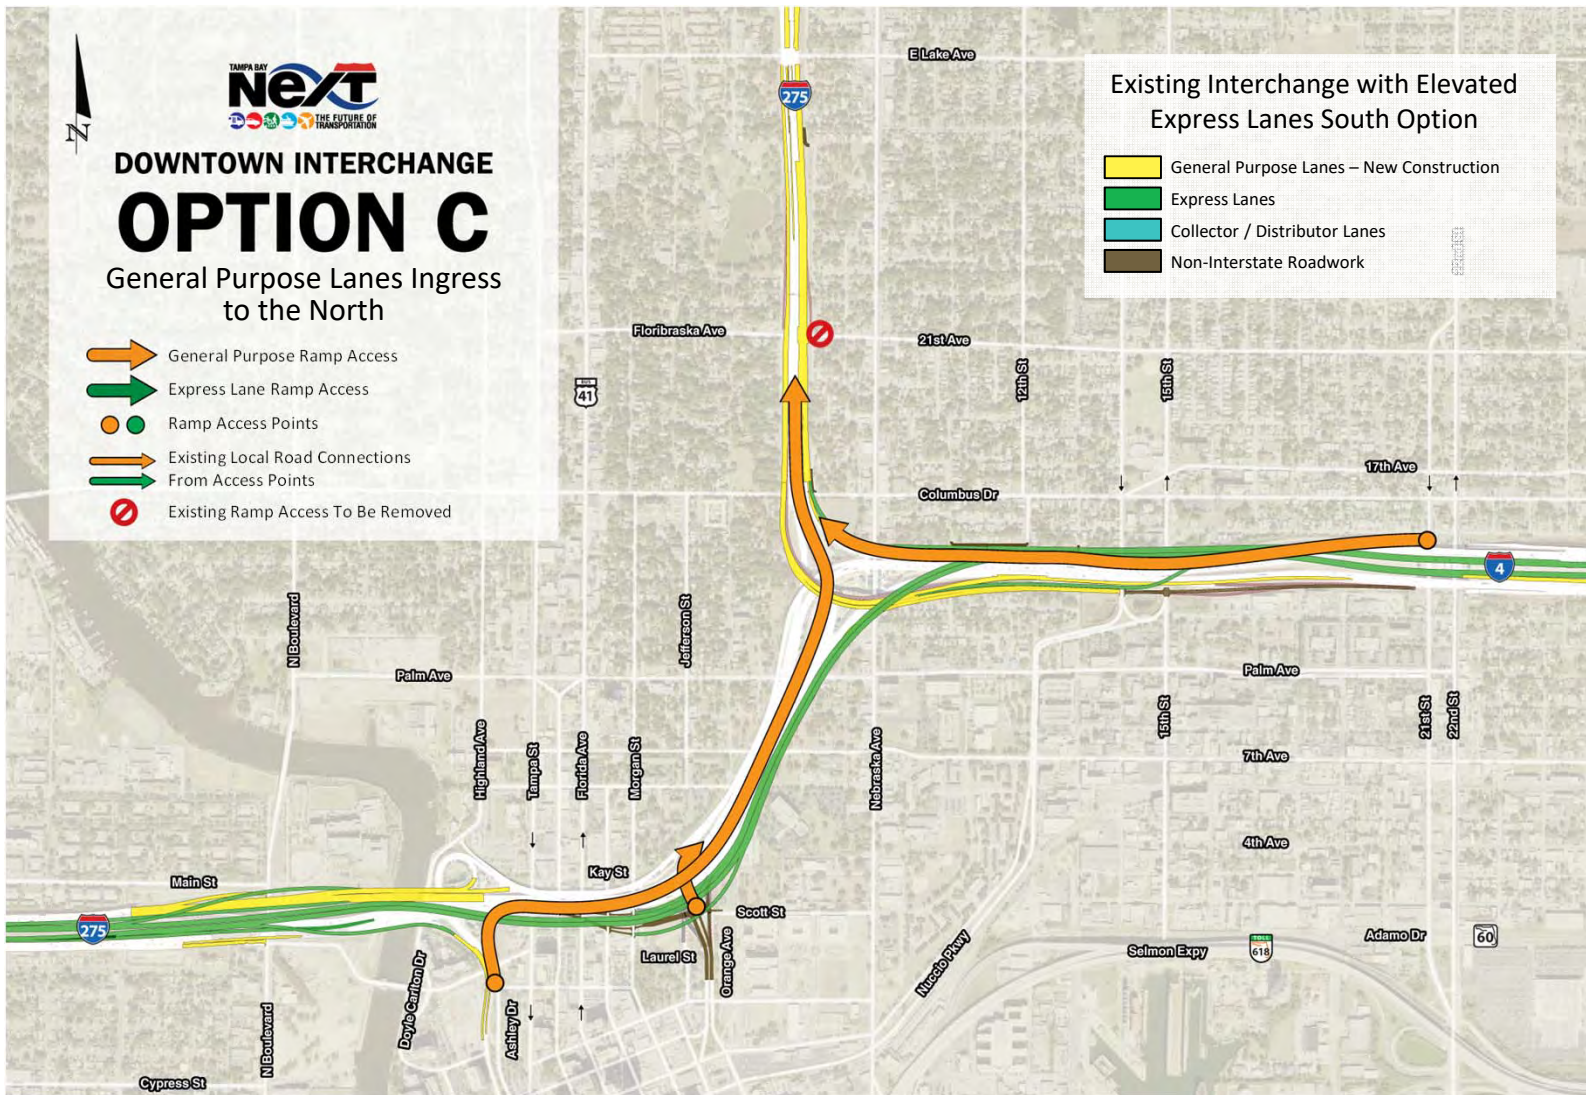 TAMPA BAY
NEXT
THE FUTURE OF
TRANSPORTATION
N
DOWNTOWN INTERCHANGE
OPTION C
General Purpose Lanes Ingress
to the North
General Purpose Ramp Access
Express Lane Ramp Access
Ramp Access Points
Existing Local Road Connections
From Access Points
Existing Ramp Access To Be Removed
Existing Interchange with Elevated
Express Lanes South Option
General Purpose Lanes – New Construction
Express Lanes
Collector / Distributor Lanes
Non-Interstate Roadwork
E Lake Ave
275
Floribraska Ave
21st Ave
12th St
15th St
BUS
41
17th Ave
Columbus Dr
4
N Boulevard
Jefferson St
Palm Ave
Palm Ave
Highland Ave
Tampa St
Florida Ave
Morgan St
Nebraska Ave
15th St
21st St
22nd St
7th Ave
4th Ave
Main St
Kay St
Scott St
275
Laurel St
Orange Ave
Nuccio Pkwy
Selmon Expy
TOLL
618
Adamo Dr
60
Doyle Carlton Dr
Ashley Dr
N Boulevard
Cypress St